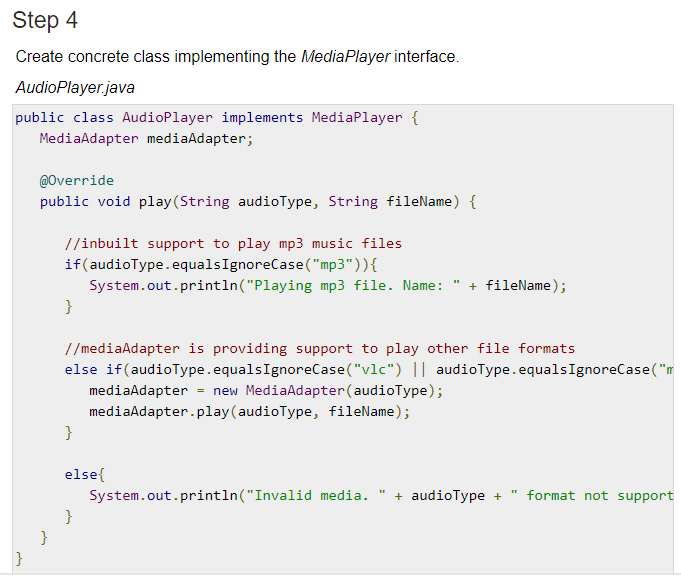 Step 4
Create concrete class implementing the MediaPlayer interface.
AudioPlayer.java
public class AudioPlayer implements MediaPlayer {
MediaAdapter mediaAdapter;
@Override
public void play(String audioType, String fileName) {
//inbuilt support to play mp3 music files
if(audioType.equalsIgnoreCase("mp3")){
System.out.println("Playing mp3 file. Name: " + fileName);
}
//mediaAdapter is providing support to play other file formats
else if(audioType.equalsIgnoreCase("vlc") || audioType.equalsIgnoreCase("m
mediaAdapter = new MediaAdapter(audioType);
mediaAdapter.play(audioType, fileName);
}
else{
System.out.println("Invalid media. " + audioType + " format not support
}
}
}